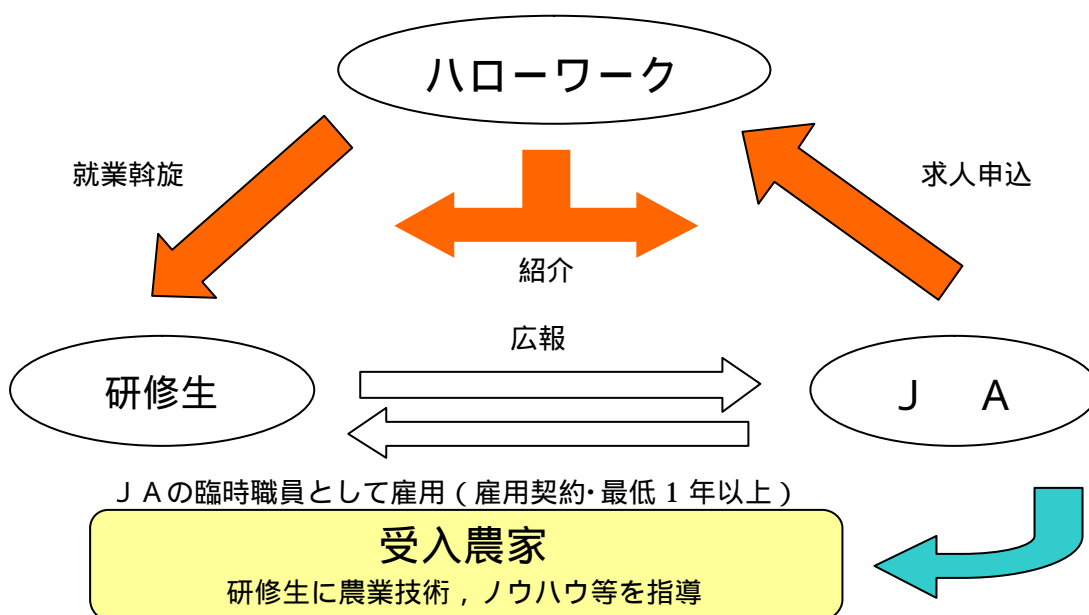 ハローワーク
就業斡旋
求人申込
紹介
広報
研修生
J A
JAの臨時職員として雇用(雇用契約・最低1年以上)
受入農家
研修生に農業技術,ノウハウ等を指導